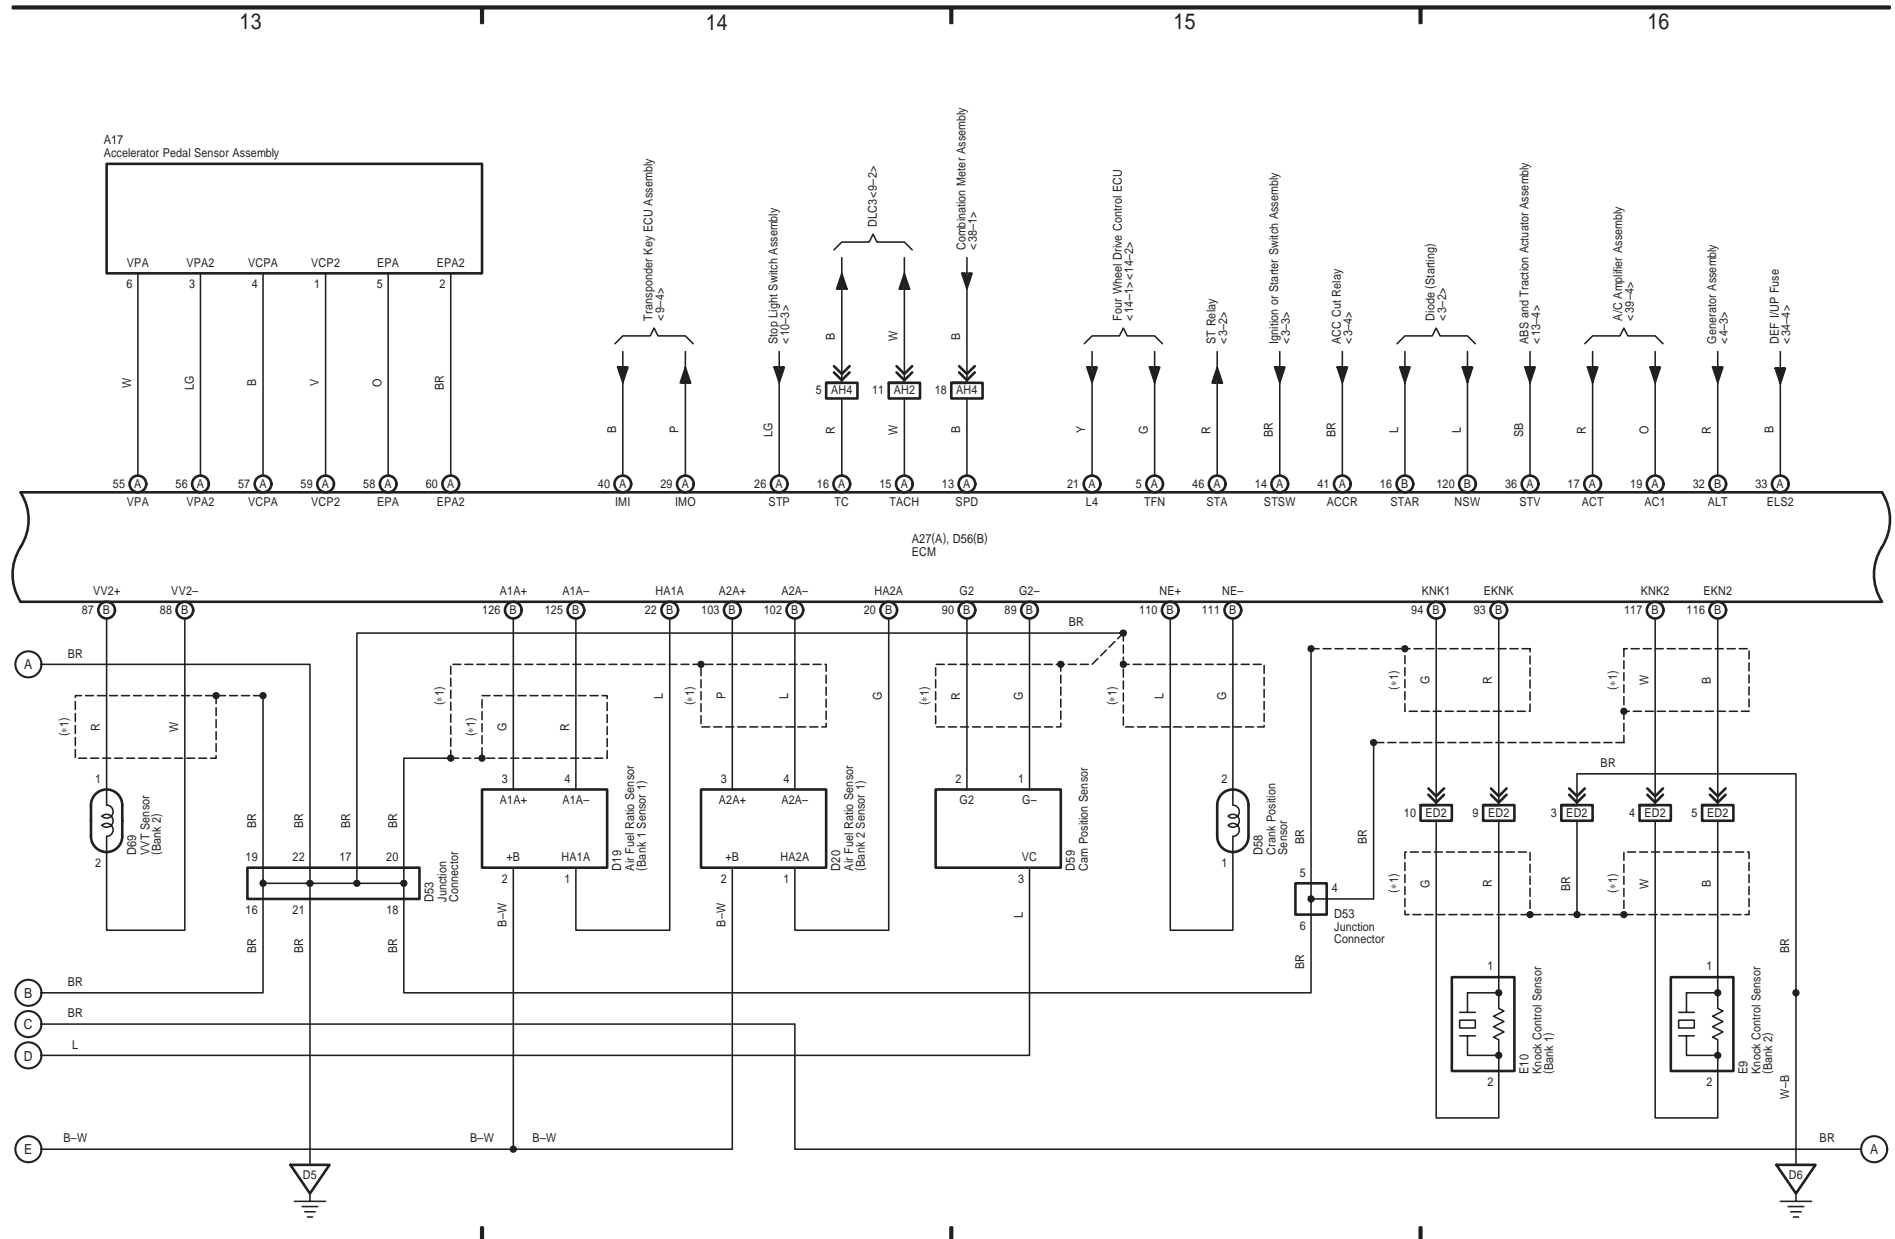 13
14
15
16
A17
Accelerator Pedal Sensor Assembly
VPA VPA2 VCPA VCP2 EPA EPA2
6 3 4 1 5 2
W LG B V O BR
Transponder Key ECU Assembly
<9–4>
Stop Light Switch Assembly
<10–3>
DLC3<9–2>
Combination Meter Assembly
<38–1>
Four Wheel Drive Control ECU
<14–1><14–2>
ST Relay
<3–2>
Ignition or Starter Switch Assembly
<3–3>
ACC Cut Relay
<3–4>
Diode (Starting)
<3–2>
ABS and Traction Actuator Assembly
<13–4>
A/C Amplifier Assembly
<39–4>
Generator Assembly
<4–3>
DEF I/UP Fuse
<34–4>
B W B
5 AH4 11 AH2 18 AH4
B P LG R W B Y G R BR BR L L SB R O R B
55 A 56 A 57 A 59 A 58 A 60 A 40 A 29 A 26 A 16 A 15 A 13 A 21 A 5 A 46 A 14 A 41 A 16 B 120 B 36 A 17 A 19 A 32 B 33 A
VPA VPA2 VCPA VCP2 EPA EPA2 IMI IMO STP TC TACH SPD L4 TFN STA STSW ACCR STAR NSW STV ACT AC1 ALT ELS2
A27(A), D56(B)
ECM
VV2+ VV2– A1A+ A1A– HA1A A2A+ A2A– HA2A G2 G2– NE+ NE– KNK1 EKNK KNK2 EKN2
87 B 88 B 126 B 125 B 22 B 103 B 102 B 20 B 90 B 89 B 110 B 111 B 94 B 93 B 117 B 116 B
BR
A BR
(*1) R W
(*1)
(*1) G R L
(*1) P L G
(*1) R G
(*1) L G
(*1) G R
(*1) W B
BR
1
D69
VVT Sensor
(Bank 2)
2
BR BR BR BR
19 22 17 20
D53
Junction
Connector
16 21 18
BR BR BR
3 4
A1A+ A1A–
+B HA1A
2 1
D19
Air Fuel Ratio Sensor
(Bank 1 Sensor 1)
B–W
3 4
A2A+ A2A–
+B HA2A
2 1
D20
Air Fuel Ratio Sensor
(Bank 2 Sensor 1)
B–W
2 1
G2 G–
VC
3
D59
Cam Position Sensor
L
2
D58
Crank Position
Sensor
1
BR BR
5
4
6
D53
Junction
Connector
BR
10 ED2 9 ED2 3 ED2 4 ED2 5 ED2
(*1) G R BR (*1) W B
1
E10
Knock Control Sensor
(Bank 1)
2
1
E9
Knock Control Sensor
(Bank 2)
2
BR
W–B
B BR
C BR
D L
E B–W B–W B–W
BR A
D5
D6